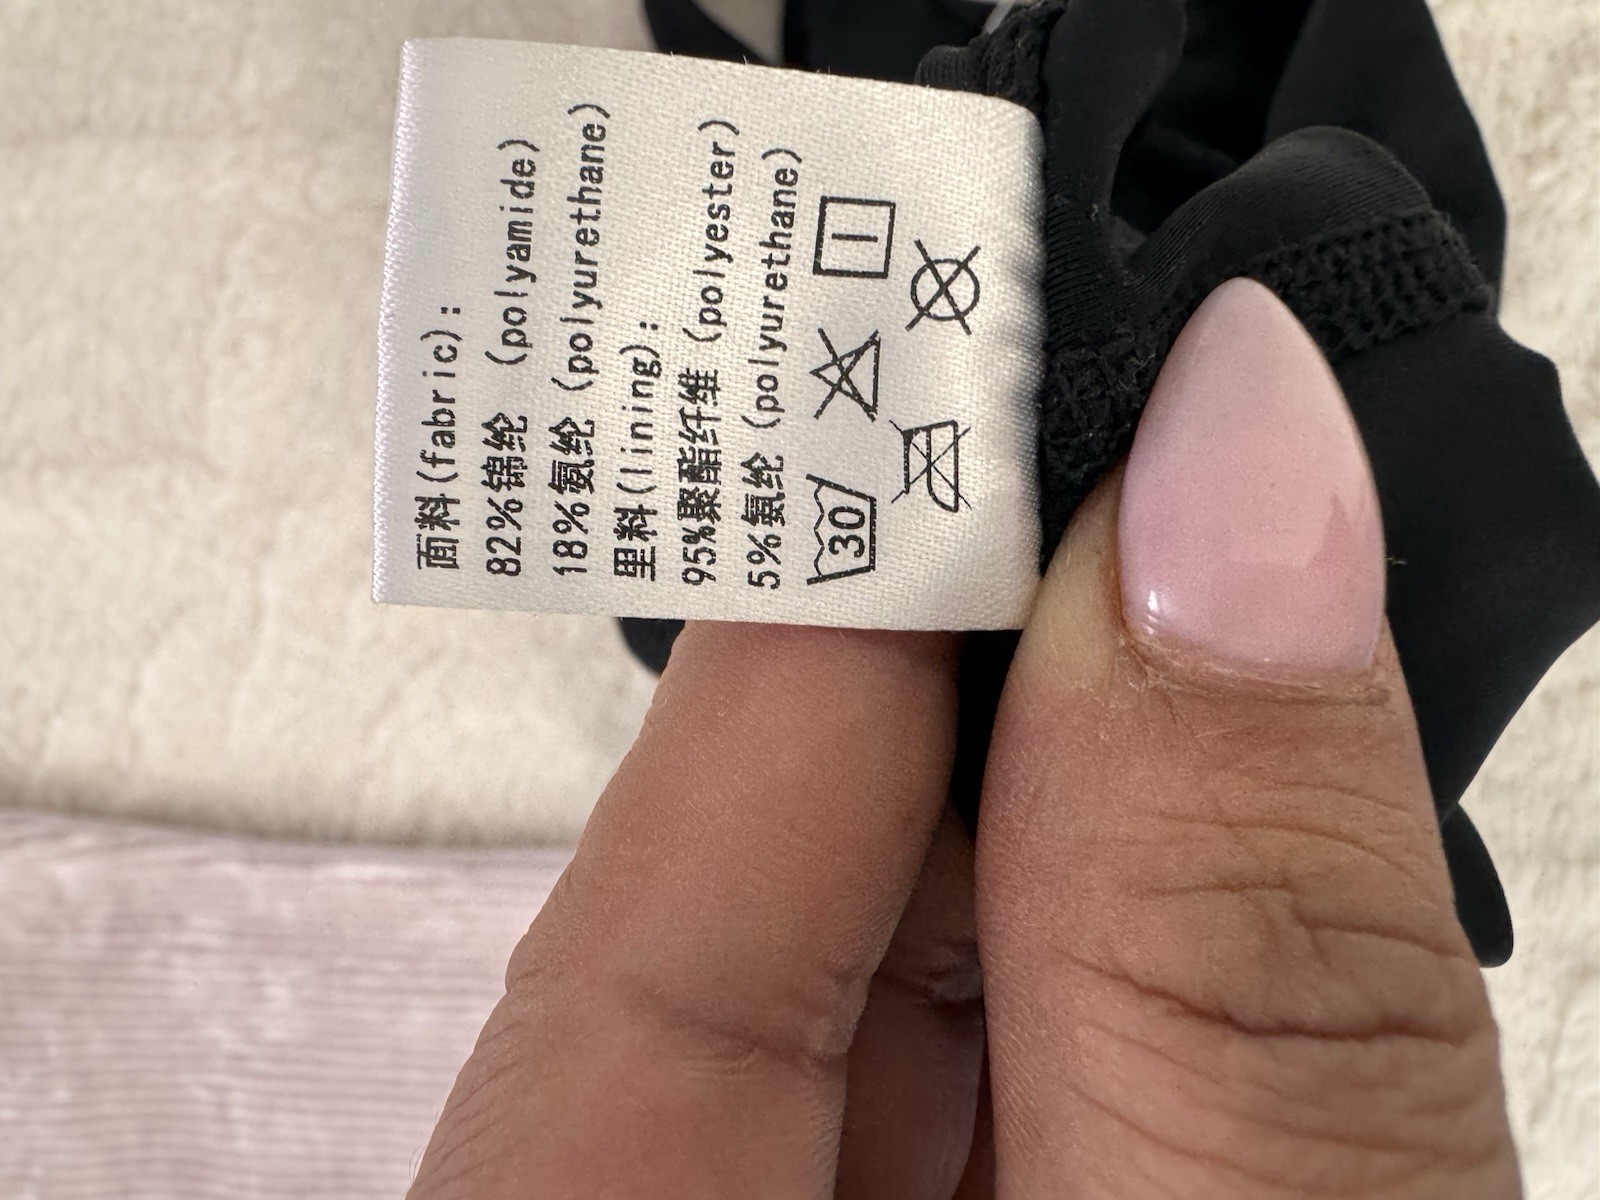 面料(fabric):
82%锦纶 (polyamide)
18%氨纶(polyurethane)
里料(lining):
95%聚酯纤维 (polyester)
5%氨纶(polyurethane)
30